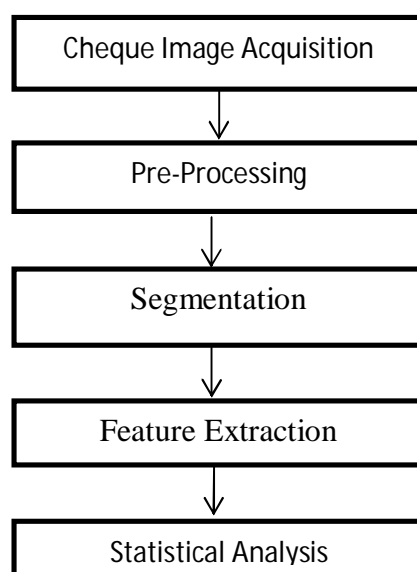 Cheque Image Acquisition
Pre-Processing
Segmentation
Feature Extraction
Statistical Analysis